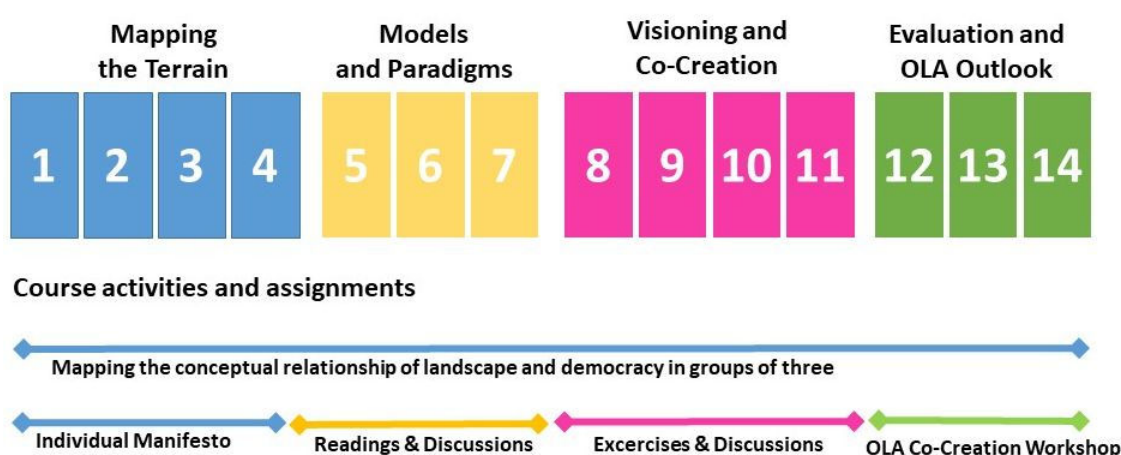 Mapping
the Terrain
Models
and Paradigms
Visioning and
Co-Creation
Evaluation and
OLA Outlook
1 2 3 4 5 6 7 8 9 10 11 12 13 14
Course activities and assignments
Mapping the conceptual relationship of landscape and democracy in groups of three
Individual Manifesto
Readings & Discussions
Excercises & Discussions
OLA Co-Creation Workshop